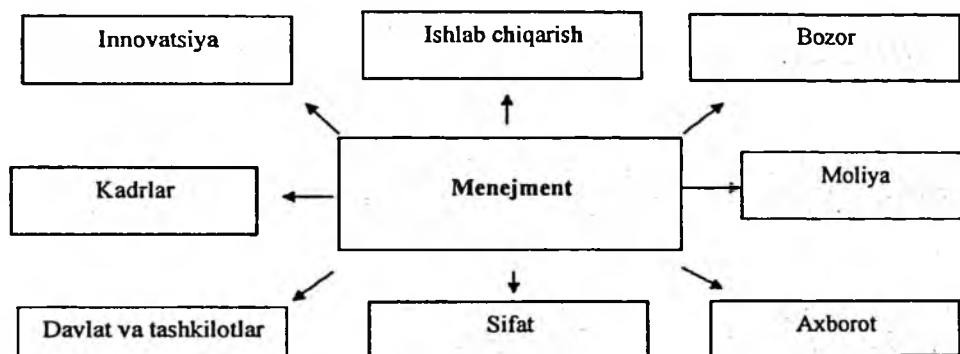 Innovatsiya
Ishlab chiqarish
Bozor
Kadrlar
Menejment
Moliya
Davlat va tashkilotlar
Sifat
Axborot